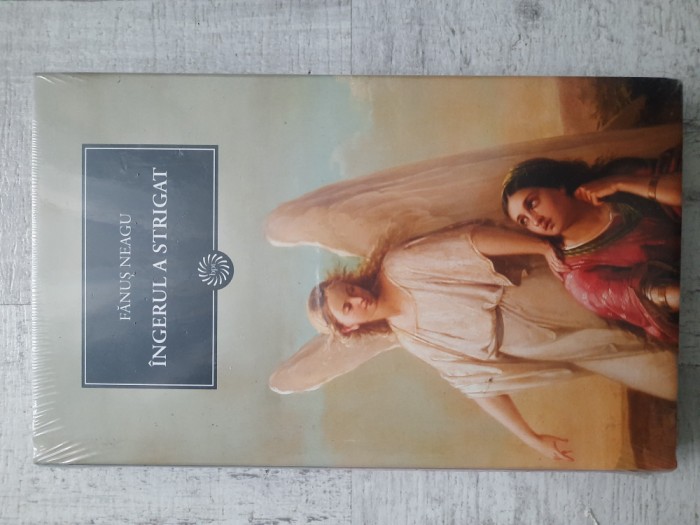 FĂNUȘ NEAGU
ÎNGERUL A STRIGAT